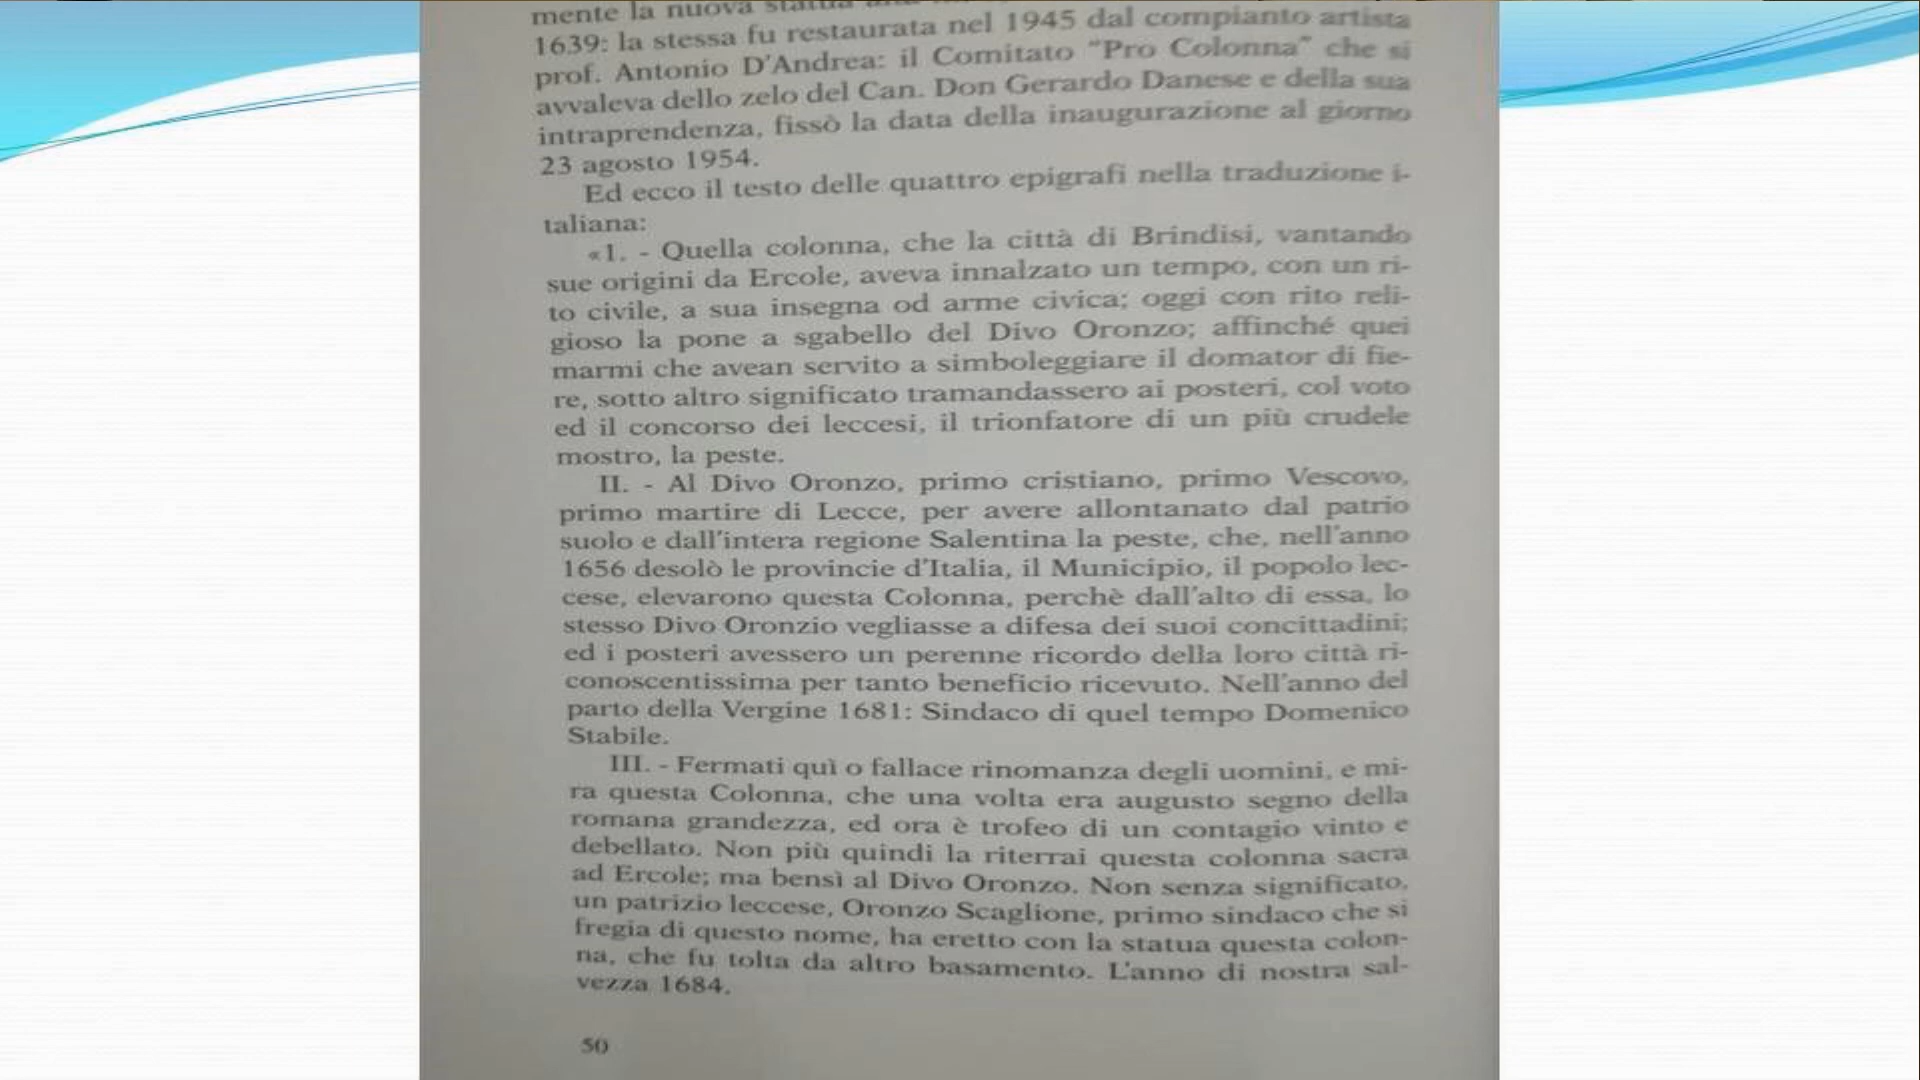 mente la nuova statua
1639: la stessa fu restaurata nel 1945 dal compianto artista
prof. Antonio D'Andrea: il Comitato "Pro Colonna" che si
avvaleva dello zelo del Can. Don Gerardo Danese e della sua
intraprendenza, fissò la data della inaugurazione al giorno
23 agosto 1954.
Ed ecco il testo delle quattro epigrafi nella traduzione i-
taliana:
«1. - Quella colonna, che la città di Brindisi, vantando
sue origini da Ercole, aveva innalzato un tempo, con un ri-
to civile, a sua insegna od arme civica; oggi con rito reli-
gioso la pone a sgabello del Divo Oronzo; affinché quei
marmi che avean servito a simboleggiare il domator di fie-
re, sotto altro significato tramandassero ai posteri, col voto
ed il concorso dei leccesi, il trionfatore di un più crudele
mostro, la peste.
II. - Al Divo Oronzo, primo cristiano, primo Vescovo,
primo martire di Lecce, per avere allontanato dal patrio
suolo e dall'intera regione Salentina la peste, che, nell'anno
1656 desolò le provincie d'Italia, il Municipio, il popolo lec-
cese, elevarono questa Colonna, perchè dall'alto di essa, lo
stesso Divo Oronzio vegliasse a difesa dei suoi concittadini;
ed i posteri avessero un perenne ricordo della loro città ri-
conoscentissima per tanto beneficio ricevuto. Nell'anno del
parto della Vergine 1681: Sindaco di quel tempo Domenico
Stabile.
III. - Fermati quì o fallace rinomanza degli uomini, e mi-
ra questa Colonna, che una volta era augusto segno della
romana grandezza, ed ora è trofeo di un contagio vinto e
debellato. Non più quindi la riterrai questa colonna sacra
ad Ercole; ma bensì al Divo Oronzo. Non senza significato,
un patrizio leccese, Oronzo Scaglione, primo sindaco che si
fregia di questo nome, ha eretto con la statua questa colon-
na, che fu tolta da altro basamento. L'anno di nostra sal-
vezza 1684.
50